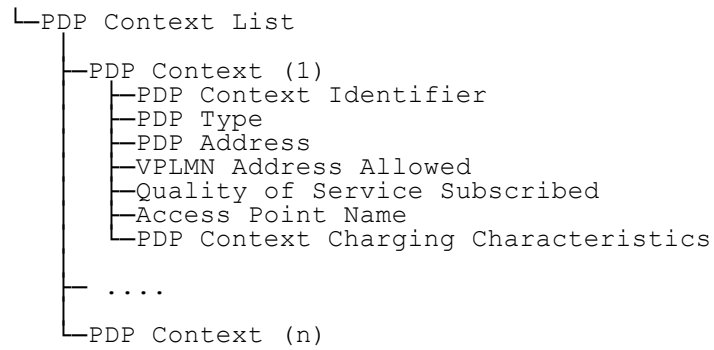 PDP Context List
PDP Context (1)
PDP Context Identifier
PDP Type
PDP Address
VPLMN Address Allowed
Quality of Service Subscribed
Access Point Name
PDP Context Charging Characteristics
....
PDP Context (n)